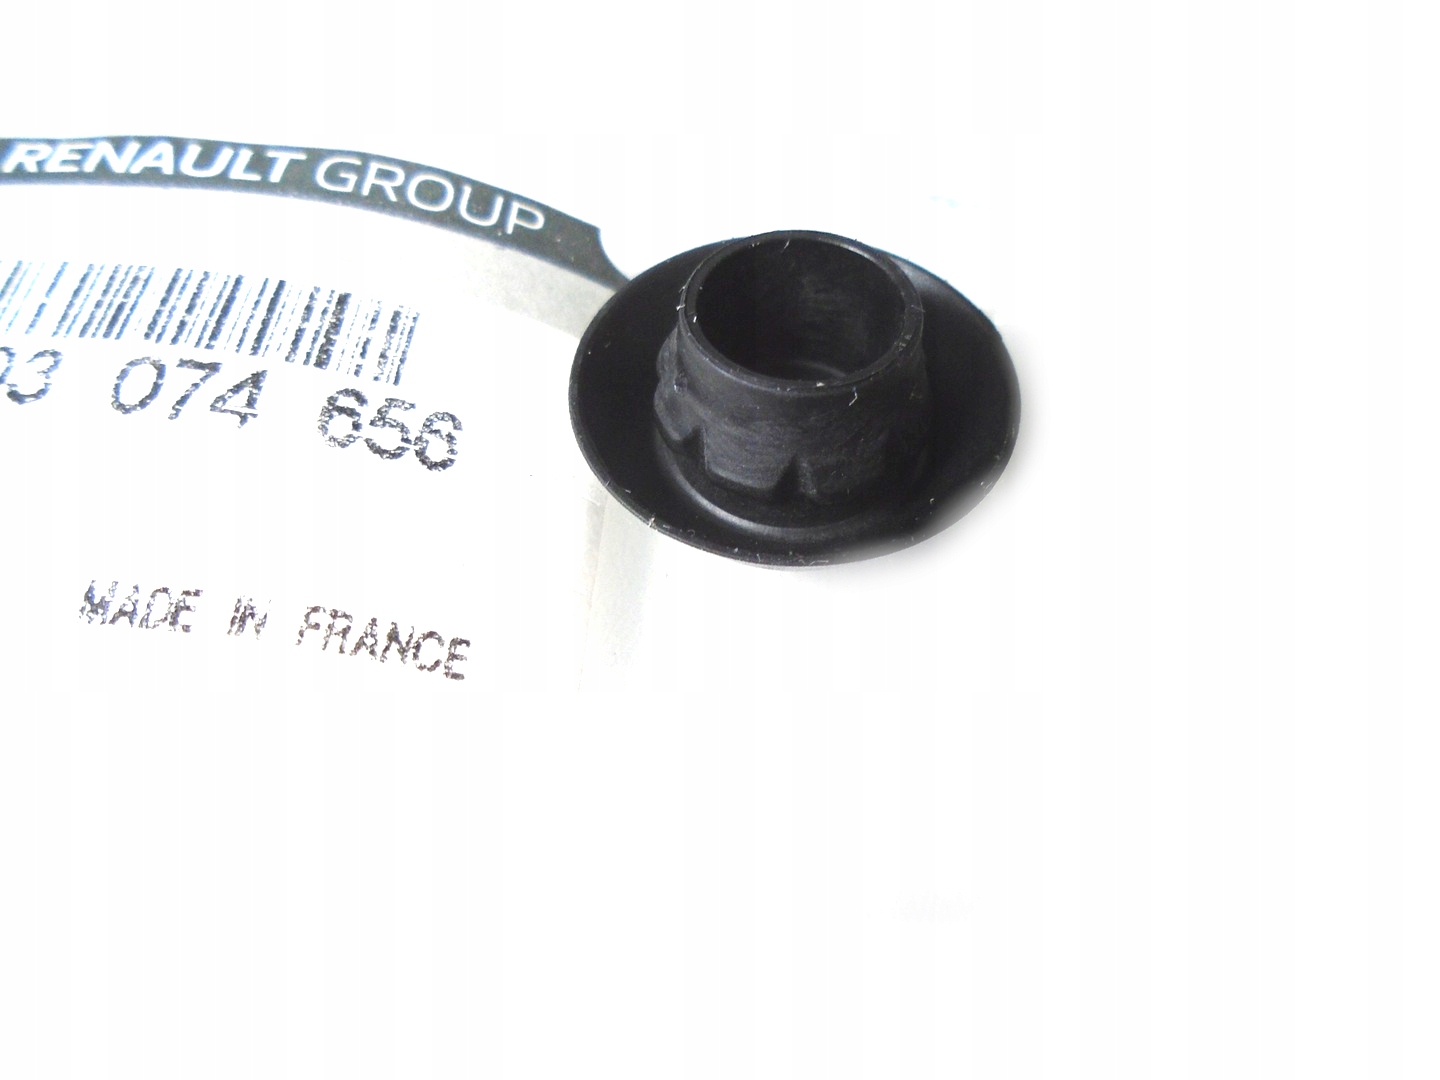 RENAULT GROUP
03 074 656
MADE IN FRANCE